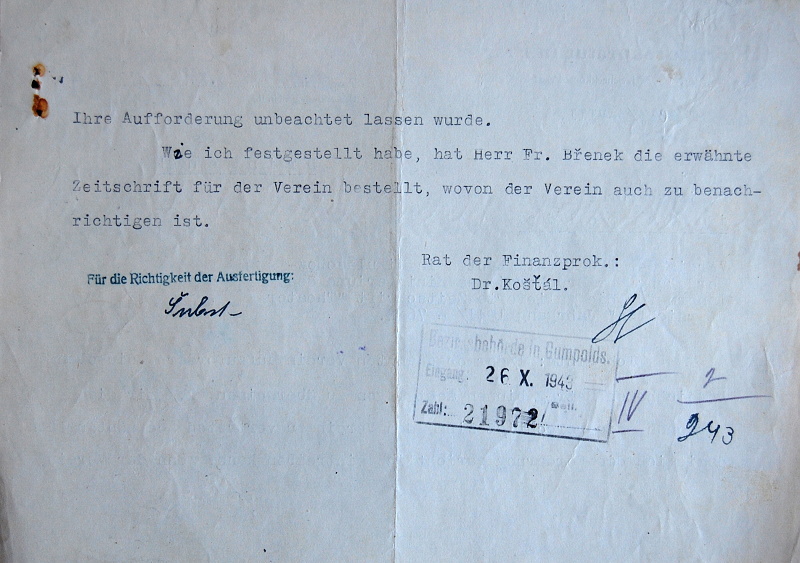 Ihre Aufforderung unbeachtet lassen wurde.
Wie ich festgestellt habe, hat Herr Fr. Břenek die erwähnte
Zeitschrift für der Verein bestellt, wovon der Verein auch zu benach-
richtigen ist.
Rat der Finanzprok.:
Dr.Košťál.
Für die Richtigkeit der Ausfertigung:
Bezirksbehörde in Gumpolds.
Eingang: 26 X. 1943
Zahl: 21972/
IV
2
243